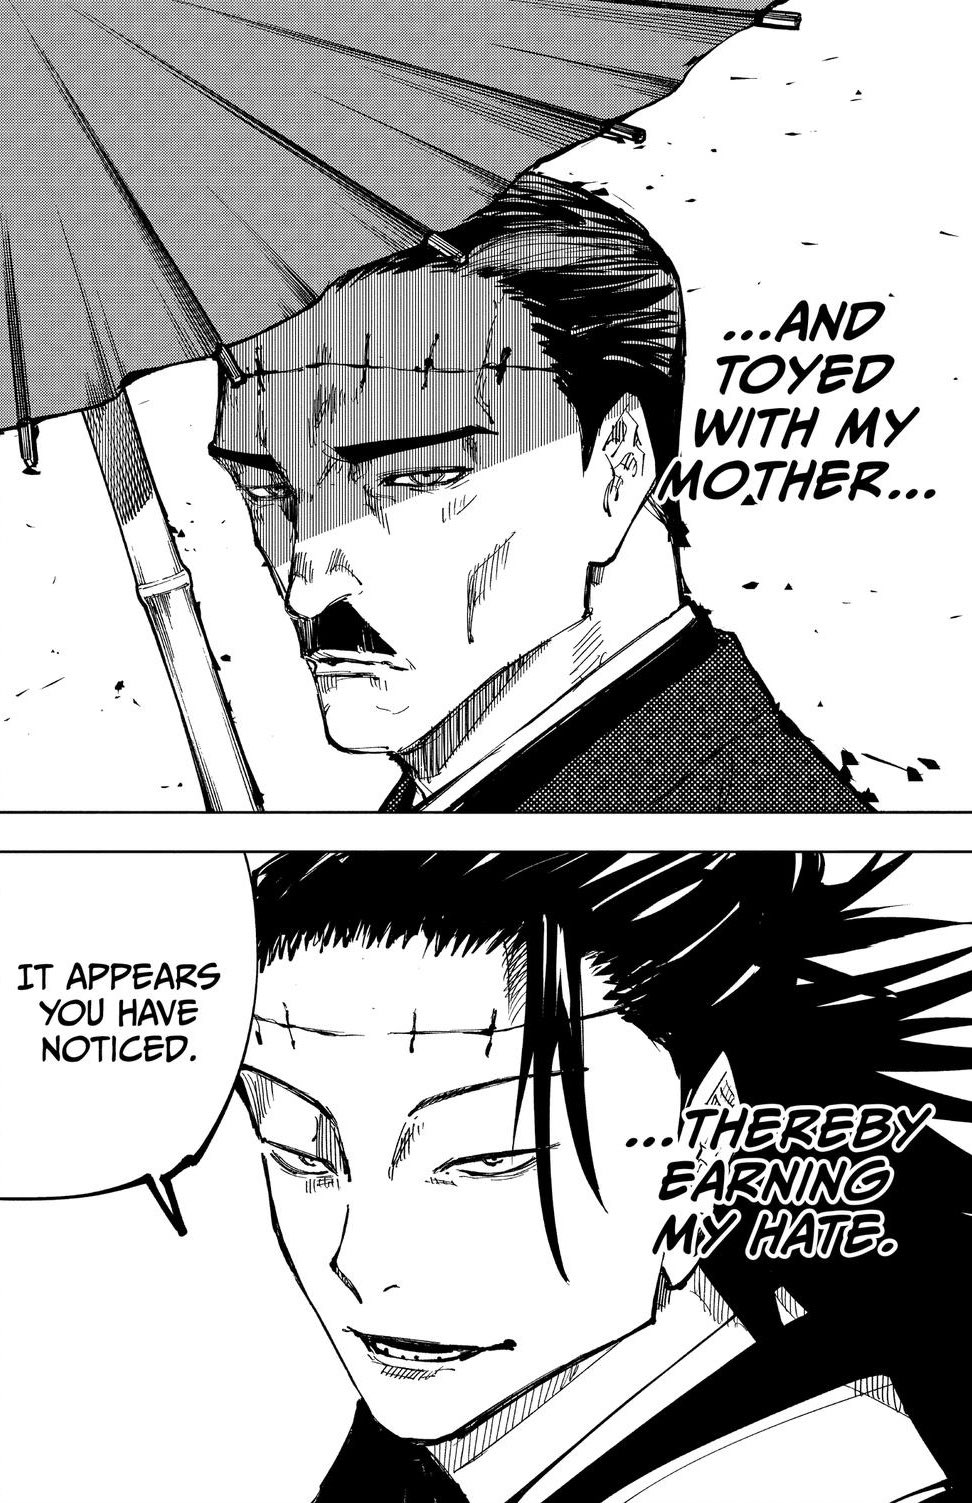 ...AND
TOYED
WITH MY
MOTHER...
IT APPEARS
YOU HAVE
NOTICED.
...THEREBY
EARNING
MY HATE.